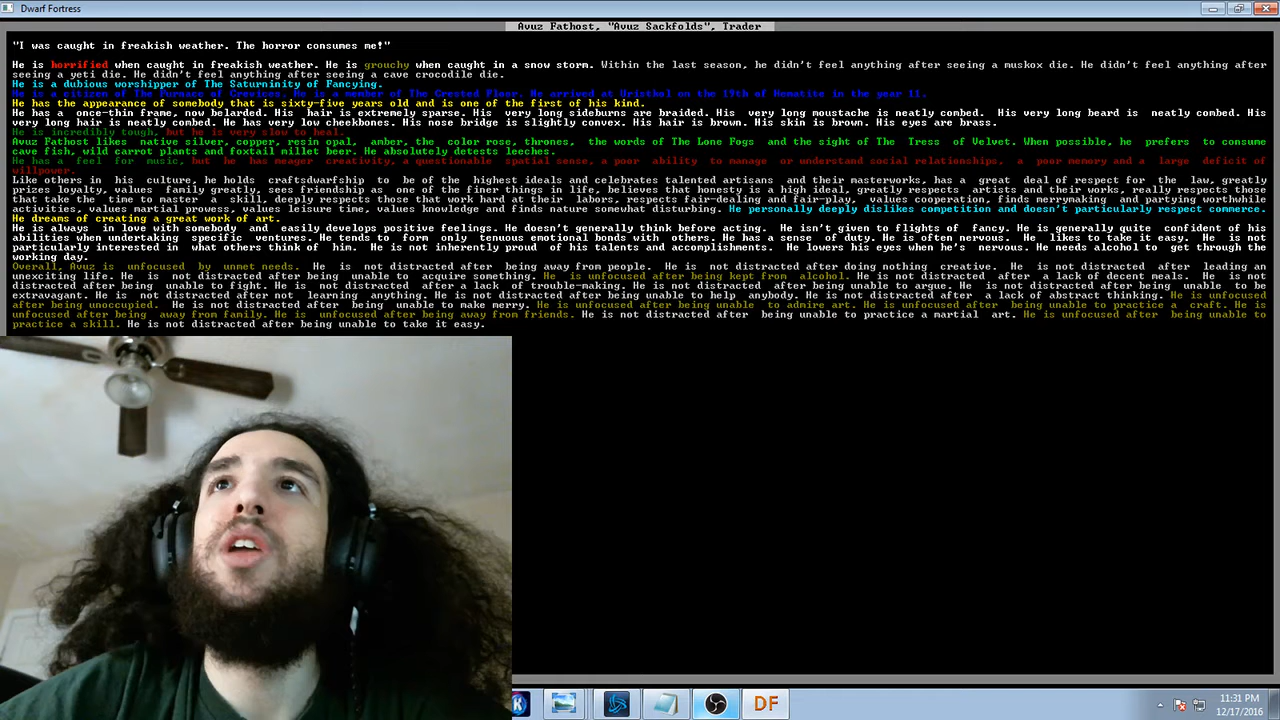 Dwarf Fortress
Avuz Fathost, "Avuz Sackfolds", Trader
"I was caught in freakish weather. The horror consumes me!"
He is horrified when caught in freakish weather. He is grouchy when caught in a snow storm. Within the last season, he didn't feel anything after seeing a muskox die. He didn't feel anything after
seeing a yeti die. He didn't feel anything after seeing a cave crocodile die.
He is a dubious worshipper of The Saturninity of Fancying.
He is a citizen of The Furnace of Crevices. He is a member of The Crested Floor. He arrived at Uristhal on the 19th of Hematite in the year 11.
He has the appearance of somebody that is sixty-five years old and is one of the first of his kind.
He has a once-thin frame, now belarded. His hair is extremely sparse. His very long sideburns are braided. His very long moustache is neatly combed. His very long beard is neatly combed. His
very long hair is neatly combed. He has very low cheekbones. His nose bridge is slightly convex. His hair is brown. His skin is brown. His eyes are brass.
He is incredibly tough, but he is very slow to heal.
Avuz Fathost likes native silver, copper, resin opal, amber, the color rose, thrones, the words of The Lone Fogs and the sight of The Tress of Velvet. When possible, he prefers to consume
cave fish, wild carrot plants and foxtail millet beer. He absolutely detests leeches.
He has a feel for music, but he has meager creativity, a questionable spatial sense, a poor ability to manage or understand social relationships, a poor memory and a large deficit of
willpower.
Like others in his culture, he holds craftsdwarfship to be of the highest ideals and celebrates talented artisans and their masterworks, has a great deal of respect for the law, greatly
prizes loyalty, values family greatly, sees friendship as one of the finer things in life, believes that honesty is a high ideal, greatly respects artists and their works, really respects those
that take the time to master a skill, deeply respects those that work hard at their labors, respects fair-dealing and fair-play, values cooperation, finds merrymaking and partying worthwhile
activities, values martial prowess, values leisure time, values knowledge and finds nature somewhat disturbing. He personally deeply dislikes competition and doesn't particularly respect commerce.
He dreams of creating a great work of art.
He is always in love with somebody and easily develops positive feelings. He doesn't generally think before acting. He isn't given to flights of fancy. He is generally quite confident of his
abilities when undertaking specific ventures. He tends to form only tenuous emotional bonds with others. He has a sense of duty. He is often nervous. He likes to take it easy. He is not
particularly interested in what others think of him. He is not inherently proud of his talents and accomplishments. He lowers his eyes when he's nervous. He needs alcohol to get through the
working day.
Overall, Avuz is unfocused by unmet needs. He is not distracted after being away from people. He is not distracted after doing nothing creative. He is not distracted after leading an
unexciting life. He is not distracted after being unable to acquire something. He is unfocused after being kept from alcohol. He is not distracted after a lack of decent meals. He is not
distracted after being unable to fight. He is not distracted after a lack of trouble-making. He is not distracted after being unable to argue. He is not distracted after being unable to be
extravagant. He is not distracted after not learning anything. He is not distracted after being unable to help anybody. He is not distracted after a lack of abstract thinking. He is unfocused
after being unoccupied. He is not distracted after being unable to make merry. He is unfocused after being unable to admire art. He is unfocused after being unable to practice a craft. He is
unfocused after being away from family. He is unfocused after being away from friends. He is not distracted after being unable to practice a martial art. He is unfocused after being unable to
practice a skill. He is not distracted after being unable to take it easy.
K
DF
11:31 PM
12/17/2016